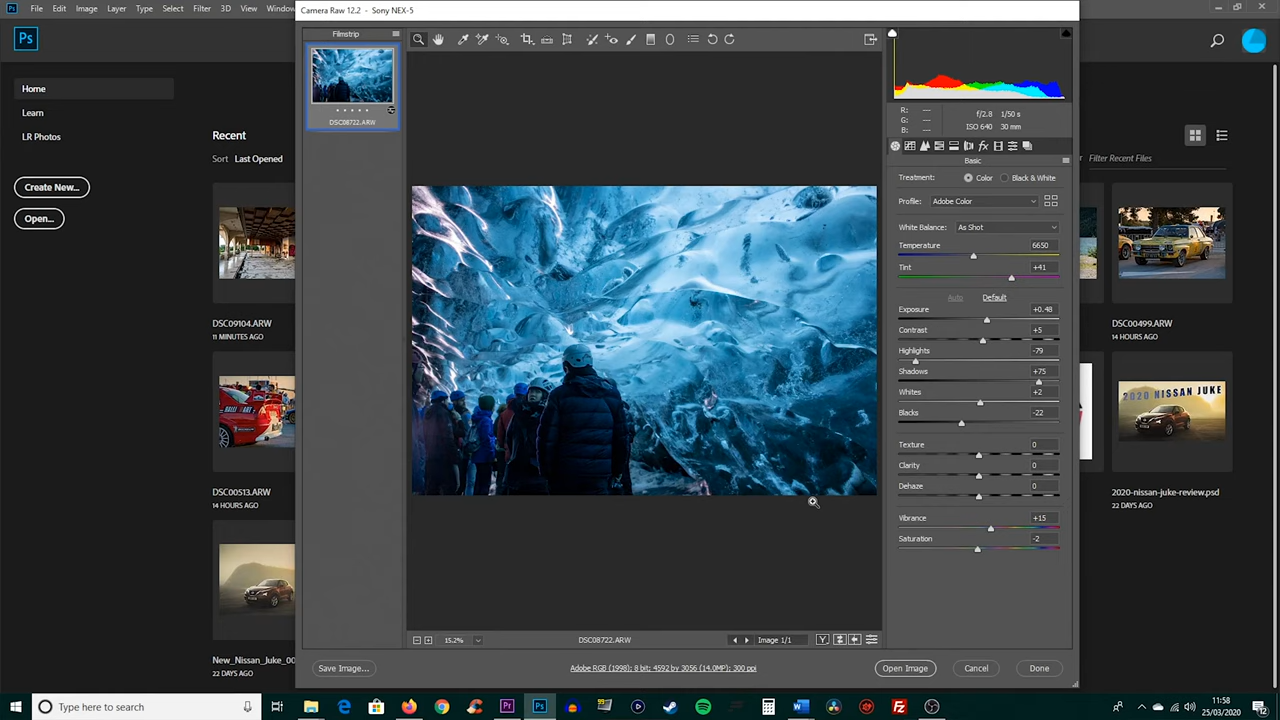 Ps
File
Edit
Image
Layer
Type
Select
Filter
3D
View
Camera Raw 12.2 - Sony NEX-5
Ps
Home
Learn
LR Photos
Create New...
Open...
Recent
Sort Last Opened
DSC09104.ARW
11 MINUTES AGO
DSC00513.ARW
22 DAYS AGO
New_Nissan_Juke_00
22 DAYS AGO
Filmstrip
DSC08722.ARW
15.2%
DSC08722.ARW
Image 1/1
Save Image...
Adobe RGB (1998); 8 bit; 4592 by 3056 (14.0MP); 300 ppi
Open Image
Cancel
Done
R: ---
G: ---
B: ---
f/2.8 1/50 s
ISO 640 30 mm
Basic
Treatment: Color Black & White
Profile: Adobe Color
White Balance: As Shot
Temperature 6650
Tint +41
Auto Default
Exposure +0.48
Contrast +5
Highlights -79
Shadows +75
Whites +2
Blacks -22
Texture 0
Clarity 0
Dehaze 0
Vibrance +15
Saturation -2
Filter Recent Files
DSC00499.ARW
14 HOURS AGO
14 HOURS AGO
2020 NISSAN JUKE
2020-nissan-juke-review.psd
22 DAYS AGO
Type here to search
11:58
25/03/2020